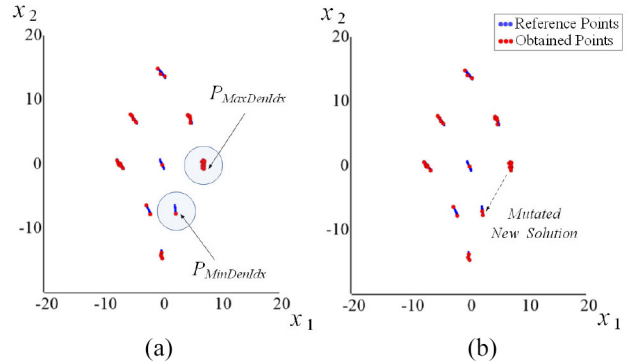 x2
20
10
0
-10
-20
-10
0
10
20
x1
PMaxDenIdx
PMinDenIdx
(a)
x2
Reference Points
Obtained Points
20
10
0
-10
-20
-10
0
10
20
x1
Mutated
New Solution
(b)